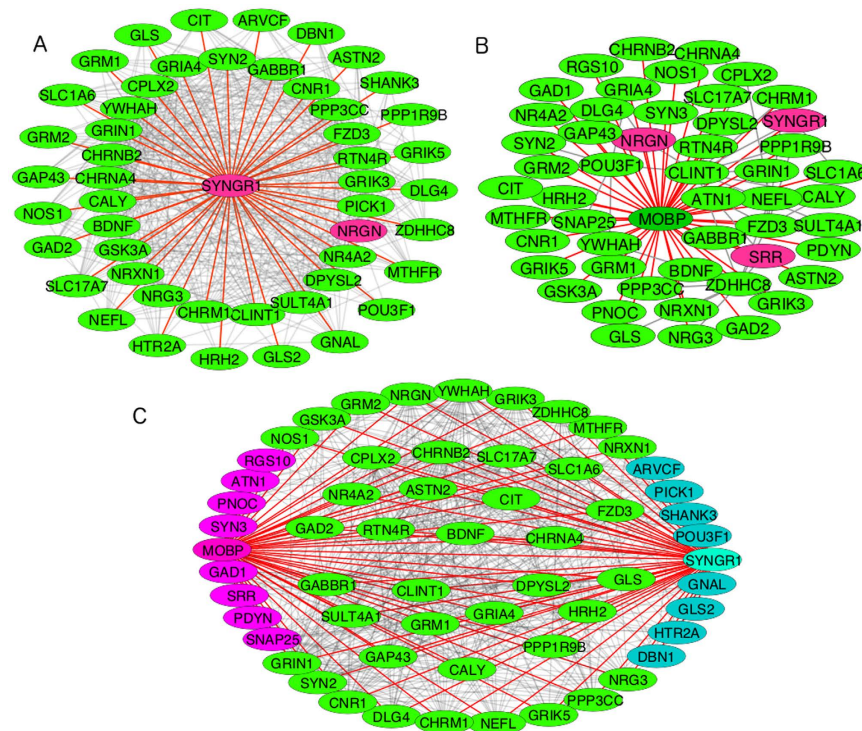 A
CIT
ARVCF
GLS
DBN1
GRM1
GRIA4
SYN2
GABBR1
ASTN2
SLC1A6
CPLX2
CNR1
SHANK3
YWHAH
PPP3CC
PPP1R9B
GRM2
GRIN1
FZD3
CHRNB2
RTN4R
GRIK5
GAP43
CHRNA4
SYNGR1
GRIK3
DLG4
NOS1
CALY
PICK1
BDNF
NRGN
ZDHHC8
GAD2
GSK3A
NR4A2
MTHFR
SLC17A7
NRXN1
DPYSL2
NRG3
SULT4A1
POU3F1
NEFL
CHRM1
CLINT1
HTR2A
HRH2
GLS2
GNAL
B
CHRNB2
CHRNA4
RGS10
NOS1
CPLX2
GAD1
GRIA4
SLC17A7
CHRM1
NR4A2
DLG4
SYN3
DPYSL2
SYNGR1
SYN2
GAP43
NRGN
RTN4R
PPP1R9B
GRM2
POU3F1
CLINT1
GRIN1
SLC1A6
CIT
HRH2
ATN1
NEFL
CALY
MTHFR
SNAP25
MOBP
FZD3
SULT4A1
CNR1
YWHAH
GABBR1
PDYN
GRIK5
GRM1
BDNF
SRR
ASTN2
GSK3A
PPP3CC
ZDHHC8
GRIK3
PNOC
NRXN1
GAD2
GLS
NRG3
C
NRGN
YWHAH
GRIK3
GRM2
ZDHHC8
GSK3A
MTHFR
NOS1
NRXN1
RGS10
CPLX2
CHRNB2
SLC17A7
SLC1A6
ARVCF
ATN1
PICK1
PNOC
NR4A2
ASTN2
CIT
SHANK3
SYN3
GAD2
RTN4R
BDNF
CHRNA4
FZD3
POU3F1
MOBP
SYNGR1
GAD1
GABBR1
CLINT1
DPYSL2
GLS
GNAL
SRR
GLS2
PDYN
SULT4A1
GRM1
GRIA4
HRH2
HTR2A
SNAP25
GAP43
CALY
PPP1R9B
DBN1
GRIN1
NRG3
SYN2
PPP3CC
CNR1
DLG4
CHRM1
NEFL
GRIK5